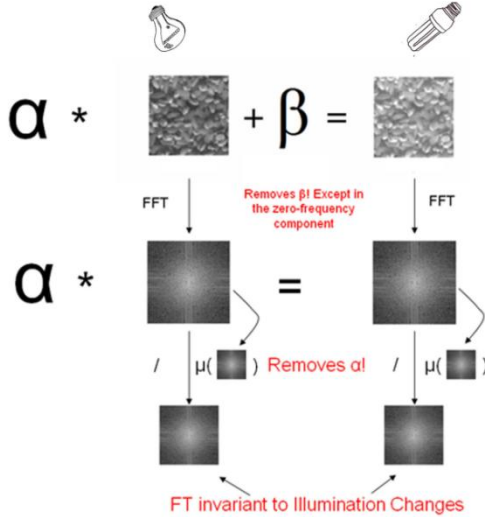 α * + β =
FFT
Removes β! Except in
the zero-frequency
component
FFT
α * =
/ μ( ) Removes α! / μ( )
FT invariant to Illumination Changes